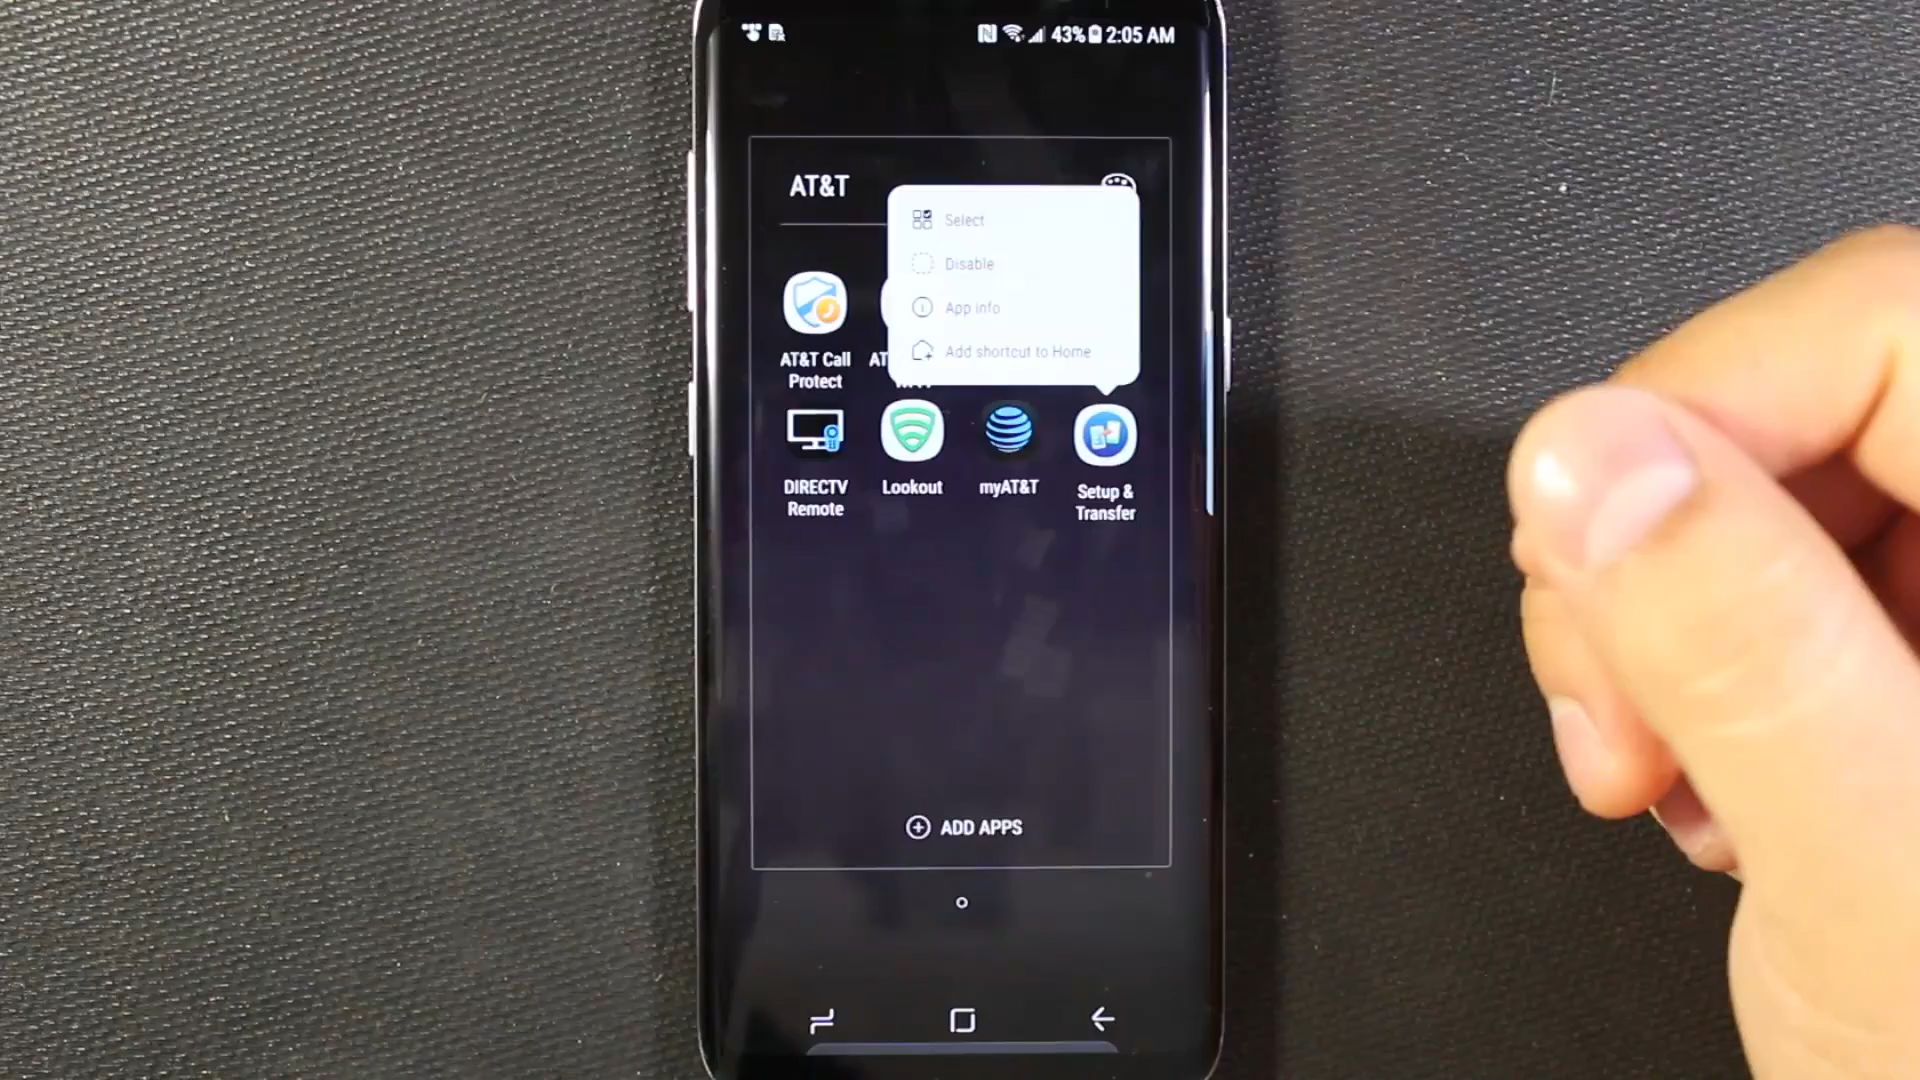 43% 2:05 AM
AT&T
Select
Disable
App info
Add shortcut to Home
AT&T Call
Protect
AT
DIRECTV
Remote
Lookout
myAT&T
Setup &
Transfer
ADD APPS